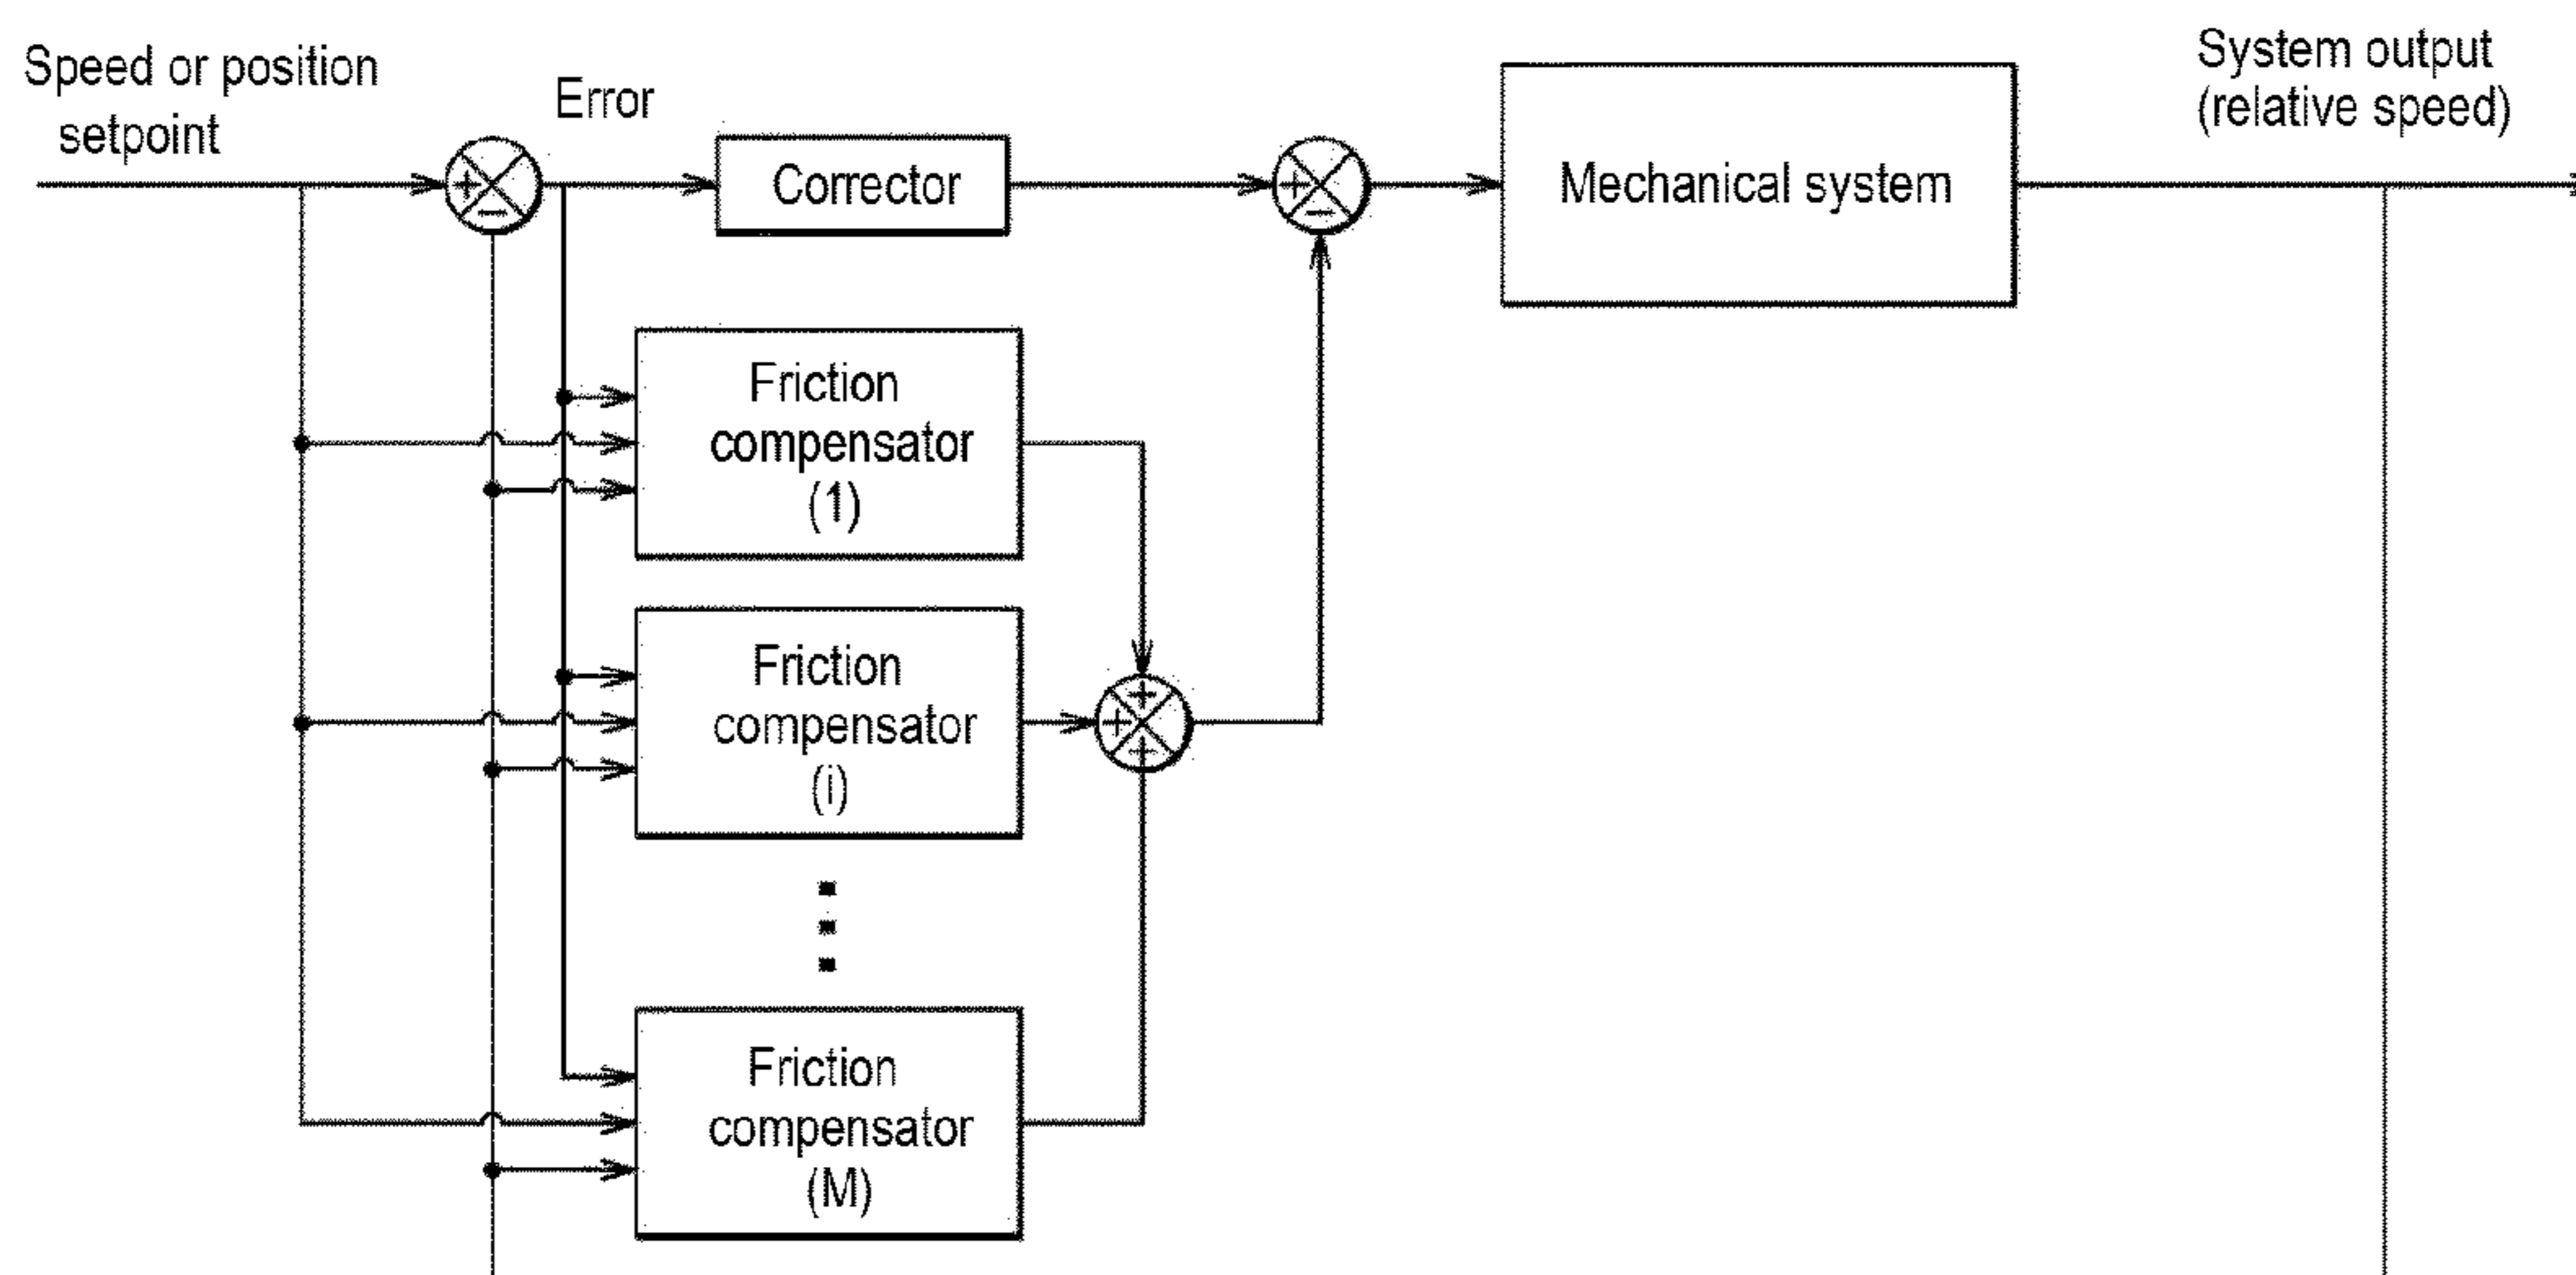 Speed or position
setpoint
Error
Corrector
Mechanical system
System output
(relative speed)
+
−
+
−
Friction
compensator
(1)
Friction
compensator
(i)
+
+
+
Friction
compensator
(M)